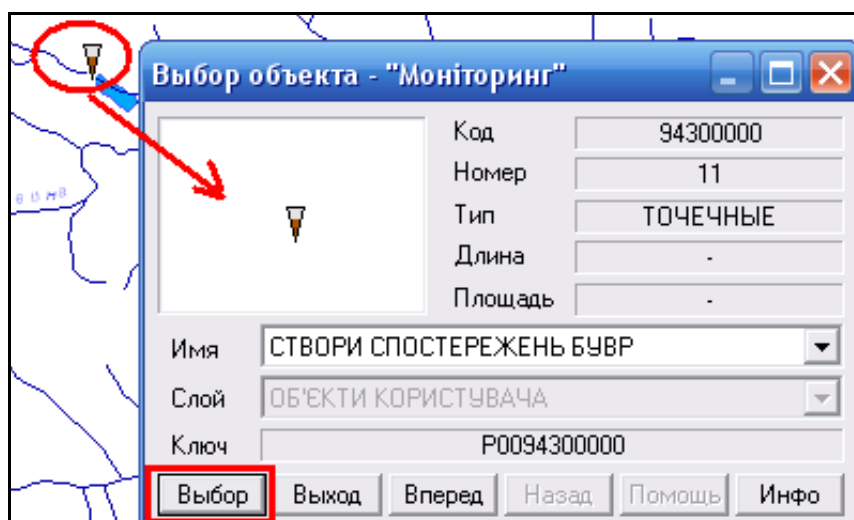 Выбор объекта - "Моніторинг"
Код 94300000
Номер 11
Тип ТОЧЕЧНЫЕ
Длина -
Площадь -
Имя СТВОРИ СПОСТЕРЕЖЕНЬ БУВР
Слой ОБ'ЄКТИ КОРИСТУВАЧА
Ключ P0094300000
Выбор Выход Вперед Назад Помощь Инфо